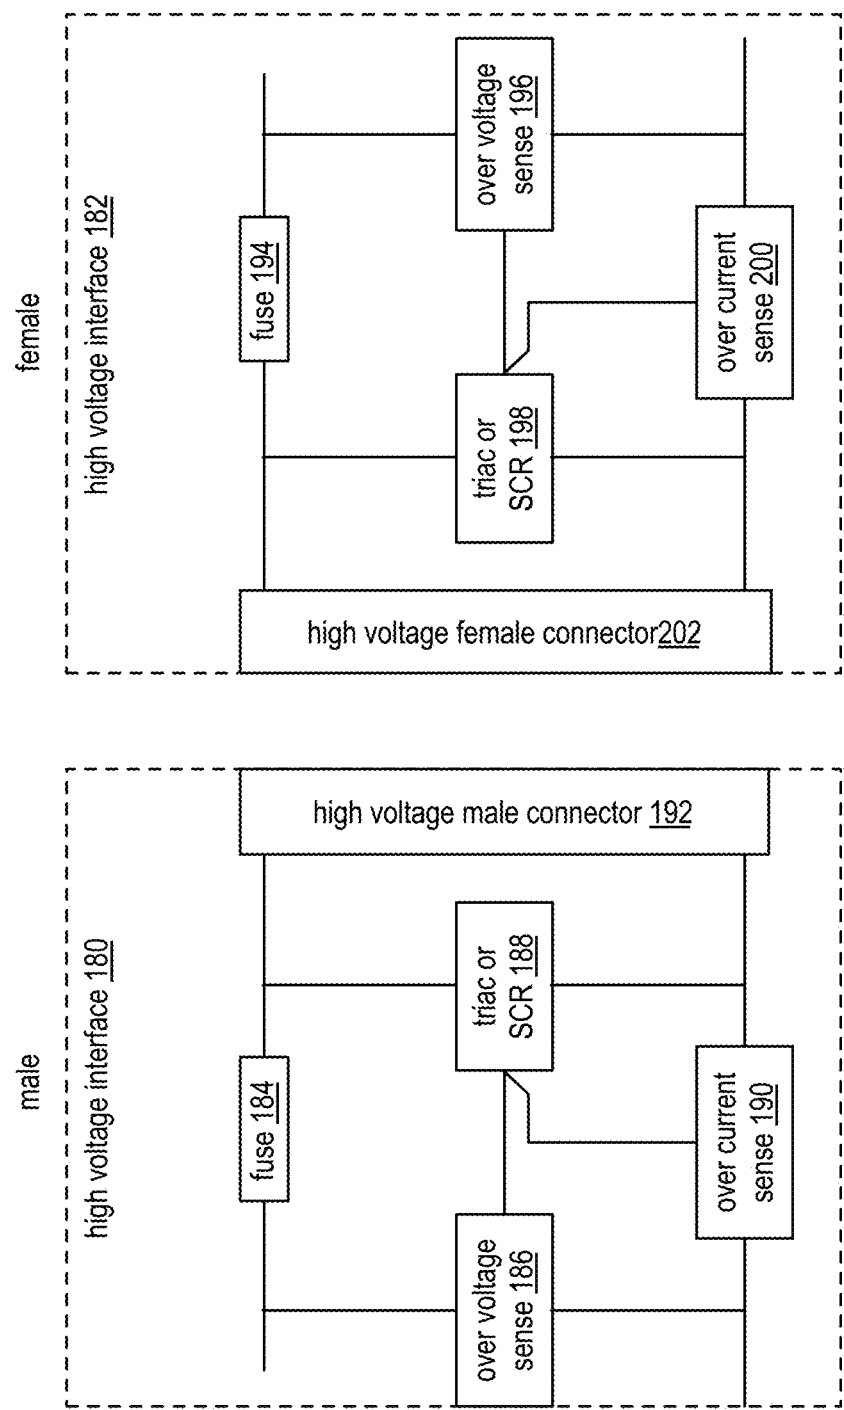 female
high voltage interface 182
fuse 194
over voltage
sense 196
triac or
SCR 198
over current
sense 200
high voltage female connector202
male
high voltage interface 180
high voltage male connector 192
fuse 184
triac or
SCR 188
over voltage
sense 186
over current
sense 190